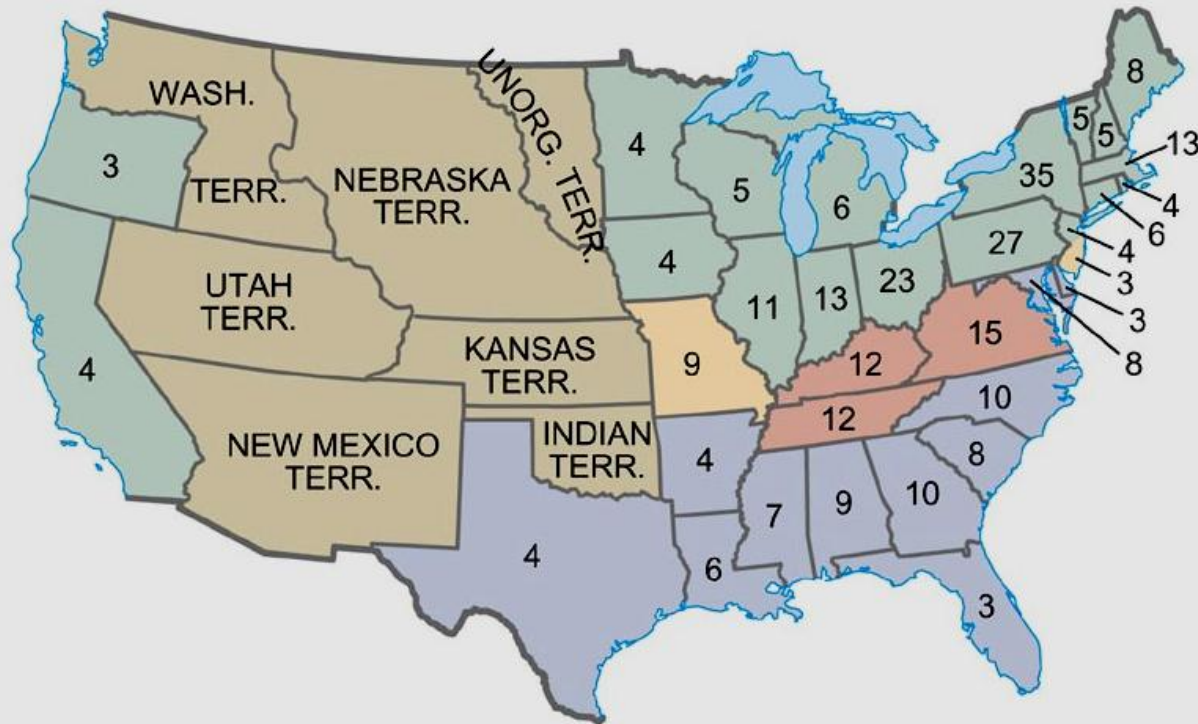 8
WASH.
UNORG. TERR.
5
5
13
4
3
35
TERR.
NEBRASKA
TERR.
5
6
4
6
27
4
4
UTAH
TERR.
11
13
23
3
3
15
8
4
KANSAS
TERR.
9
12
10
12
NEW MEXICO
TERR.
INDIAN
TERR.
4
8
10
7
9
4
6
3